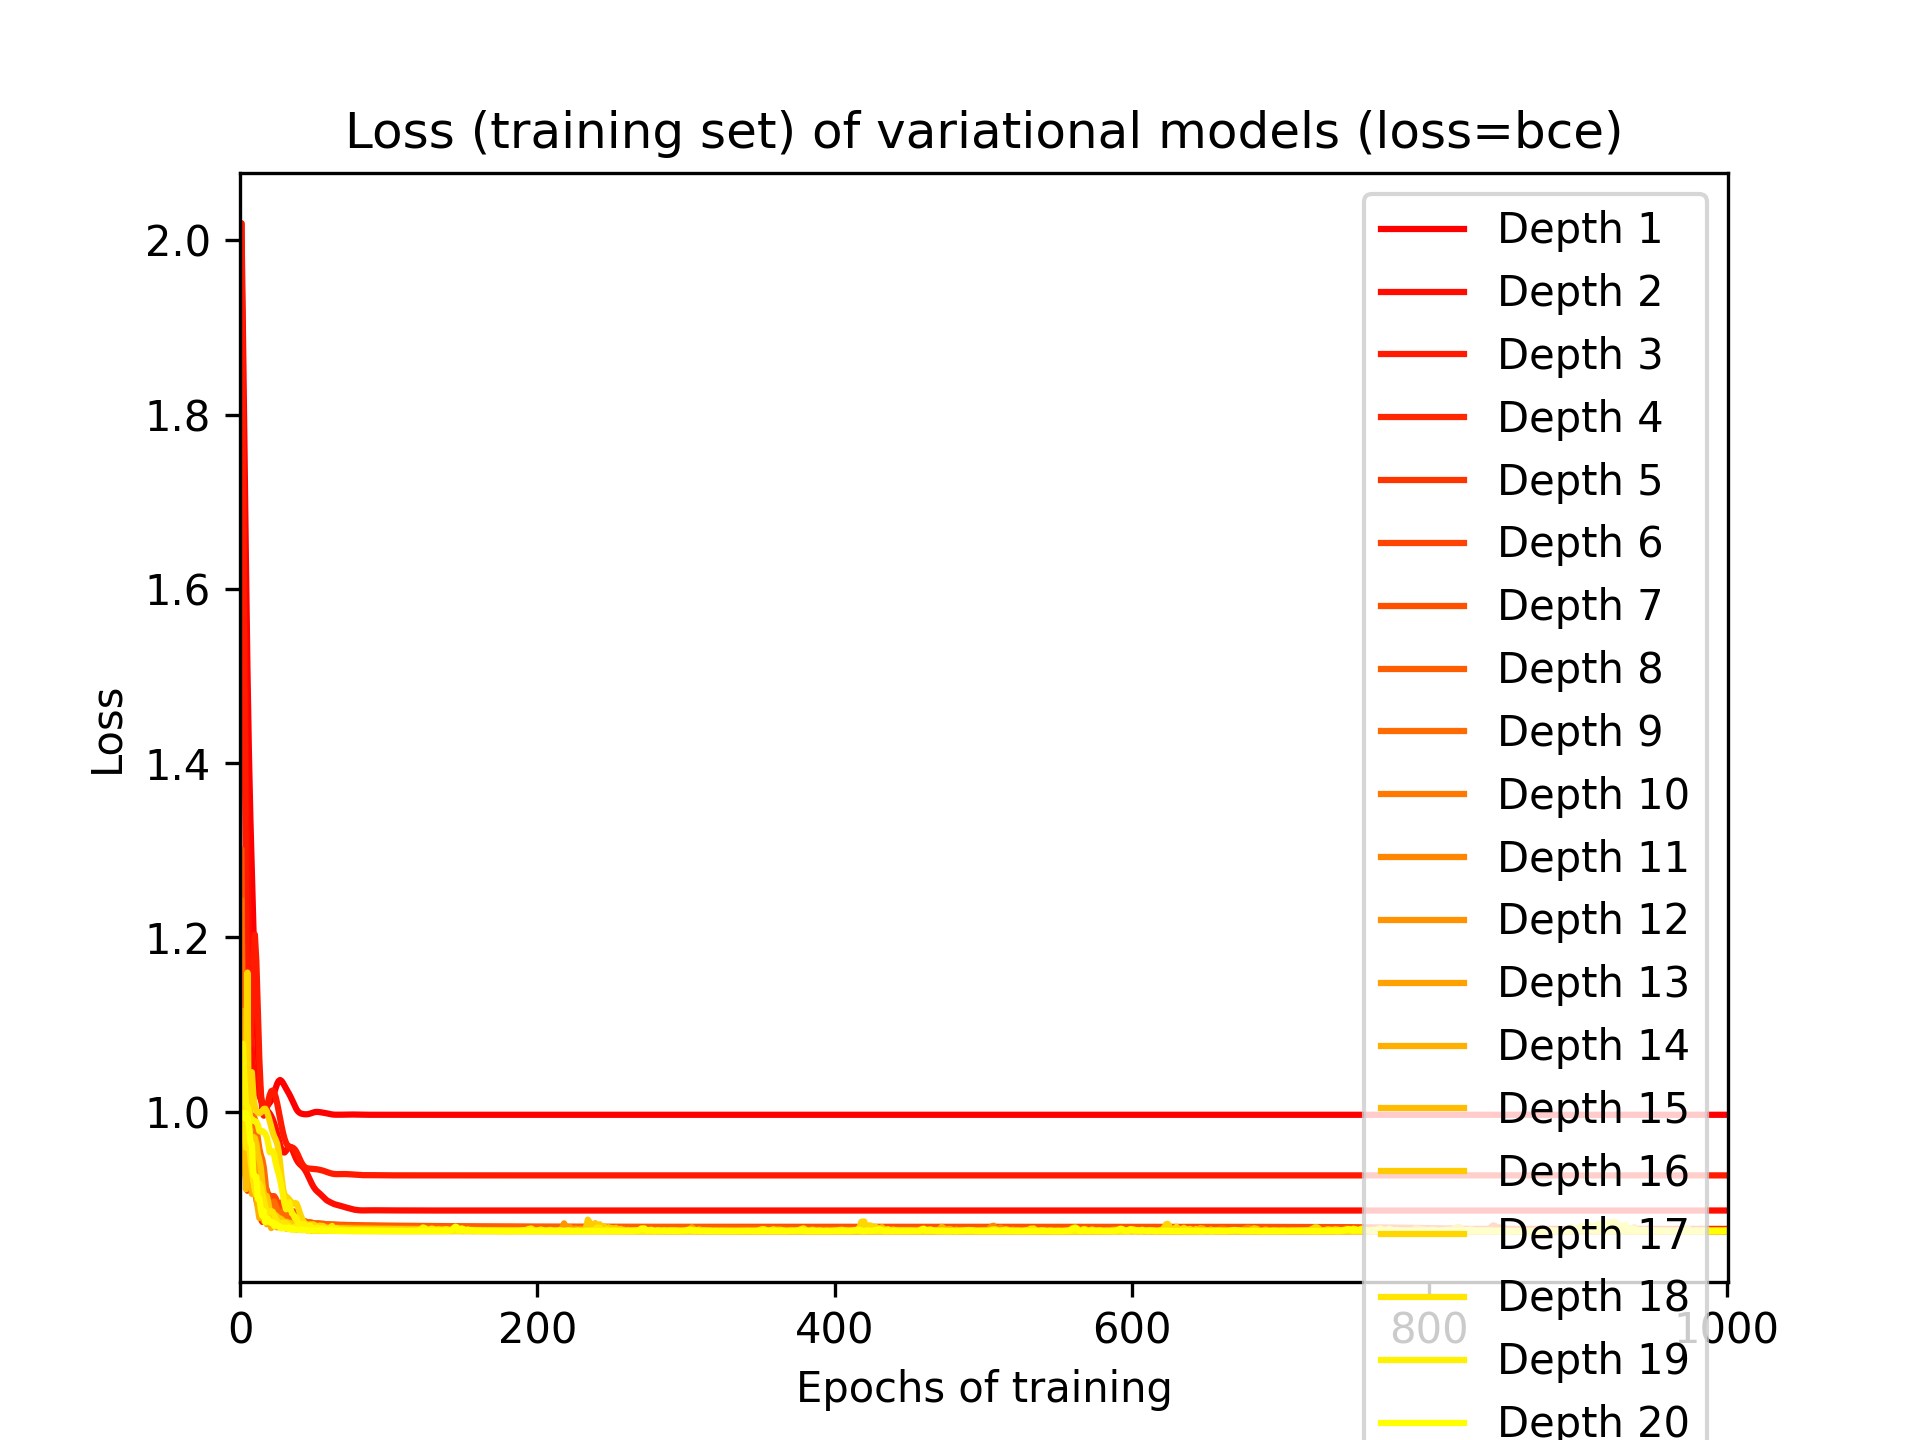 Loss (training set) of variational models (loss=bce)
2.0
1.8
1.6
1.4
1.2
1.0
Loss
0
200
400
600
800
1000
Epochs of training
Depth 1
Depth 2
Depth 3
Depth 4
Depth 5
Depth 6
Depth 7
Depth 8
Depth 9
Depth 10
Depth 11
Depth 12
Depth 13
Depth 14
Depth 15
Depth 16
Depth 17
Depth 18
Depth 19
Depth 20